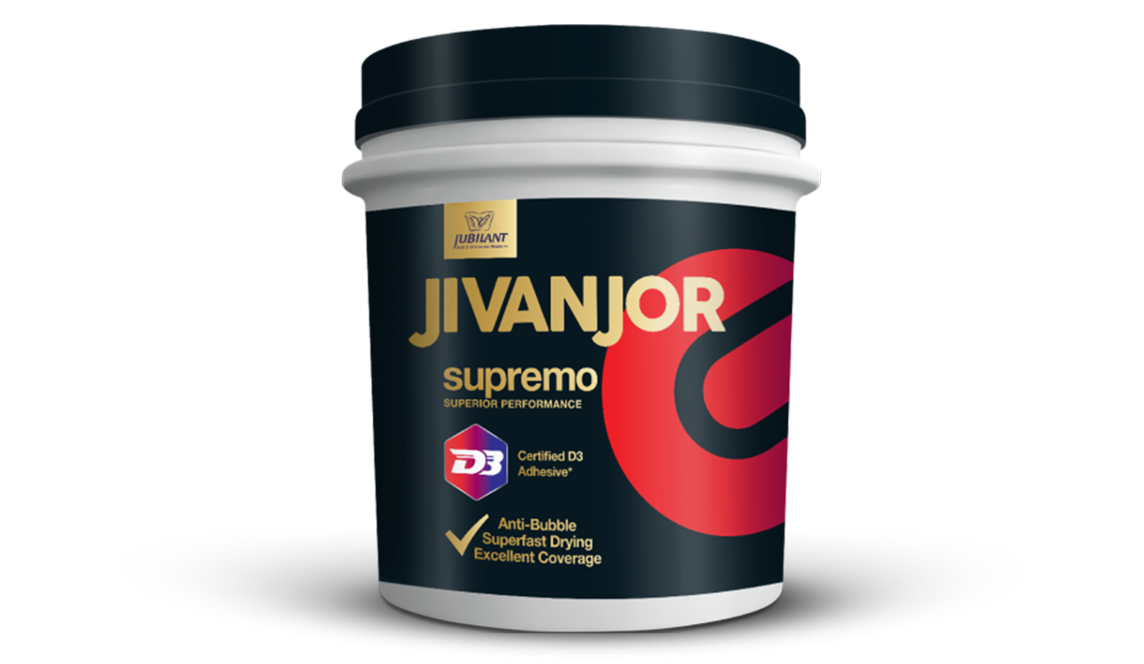 JUBILANT
JIVANJOR
supremo
SUPERIOR PERFORMANCE
D3
Certified D3
Adhesive*
Anti-Bubble
Superfast Drying
Excellent Coverage